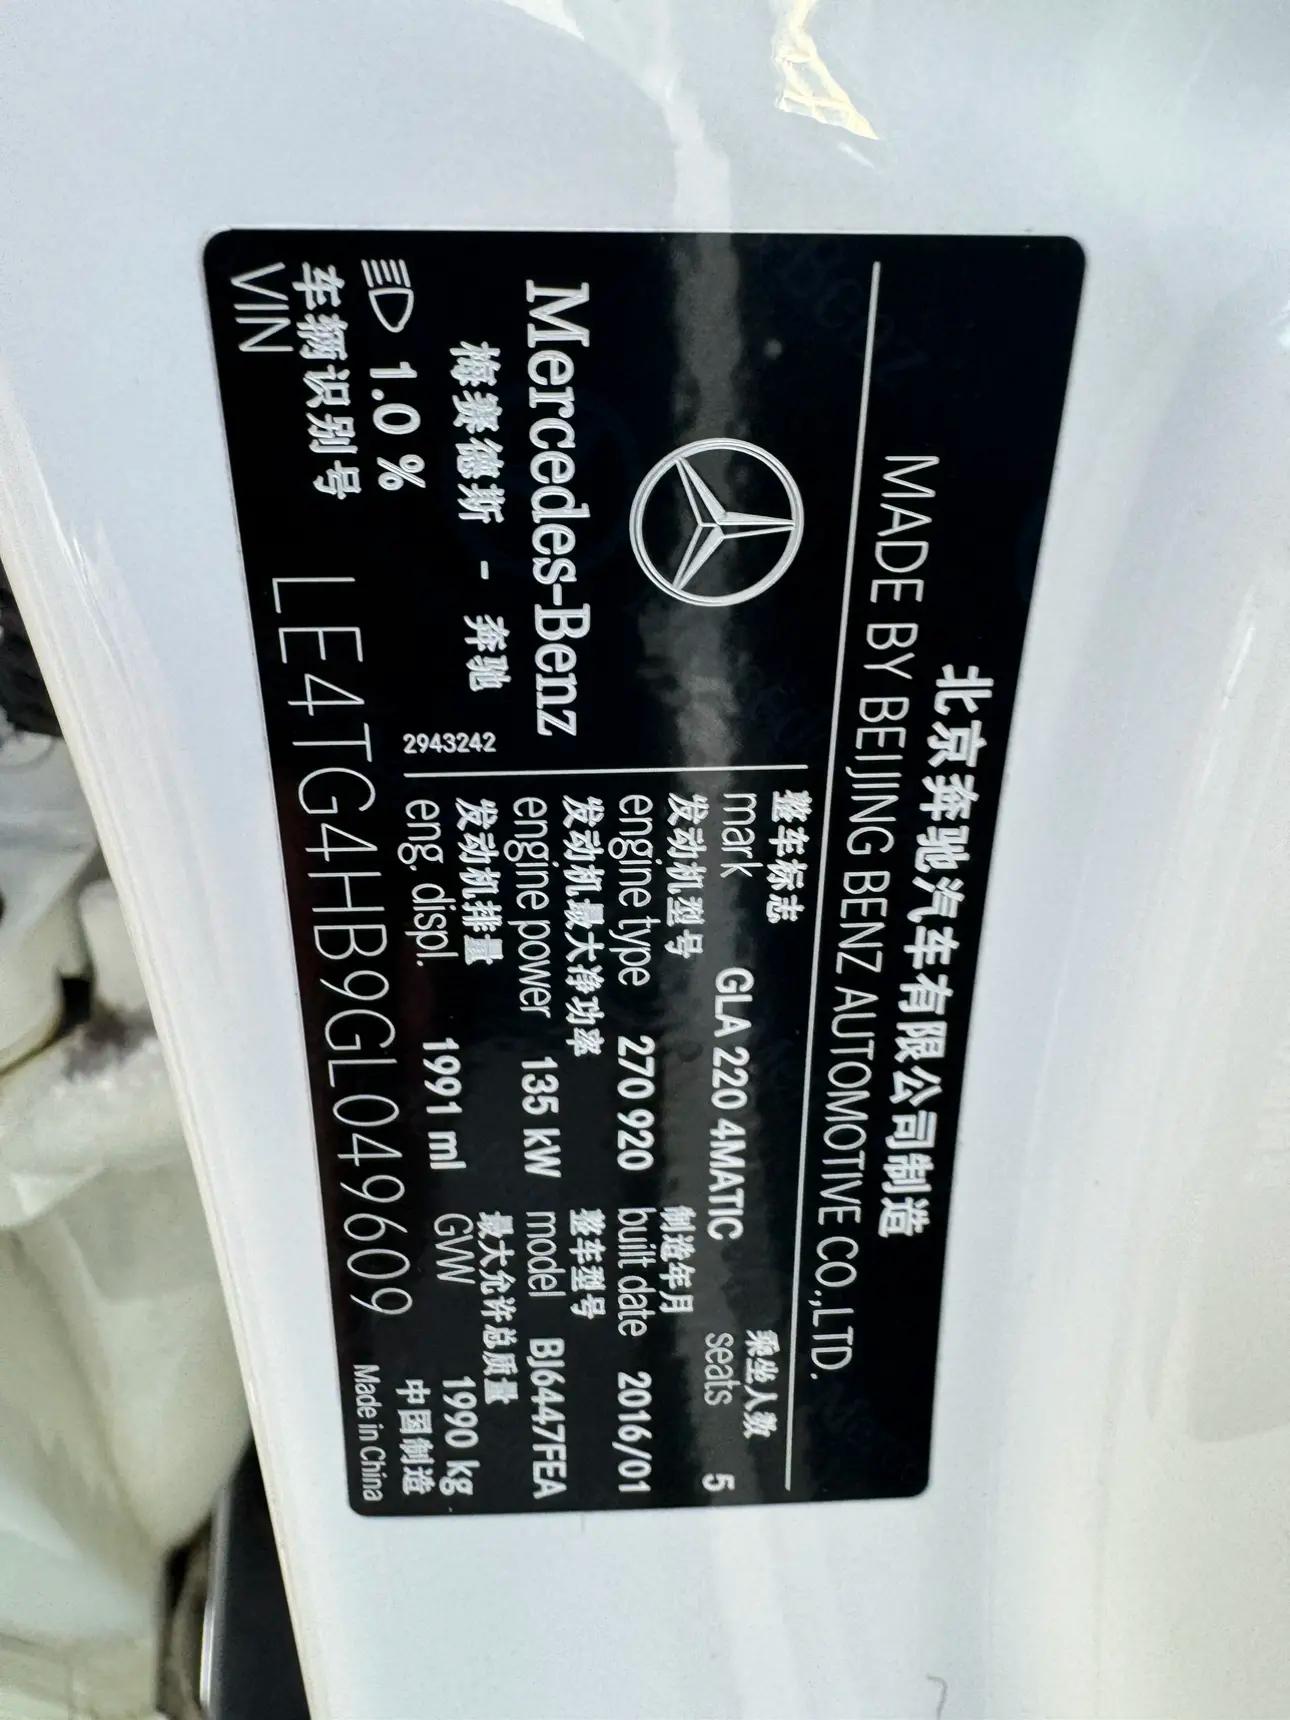 北京奔驰汽车有限公司制造
MADE BY BEIJING BENZ AUTOMOTIVE CO.,LTD.
Mercedes-Benz
梅赛德斯 - 奔驰
2943242
整车标志
mark GLA 220 4MATIC
乘坐人数
seats 5
发动机型号
engine type 270 920
制造年月
built date 2016/01
发动机最大净功率
engine power 135 kW
整车型号
model BJ6447FEA
发动机排量
eng. displ. 1991 ml
最大允许总质量
GVW 1990 kg
1.0 %
车辆识别号
VIN LE4TG4HB9GL049609
中国制造
Made in China